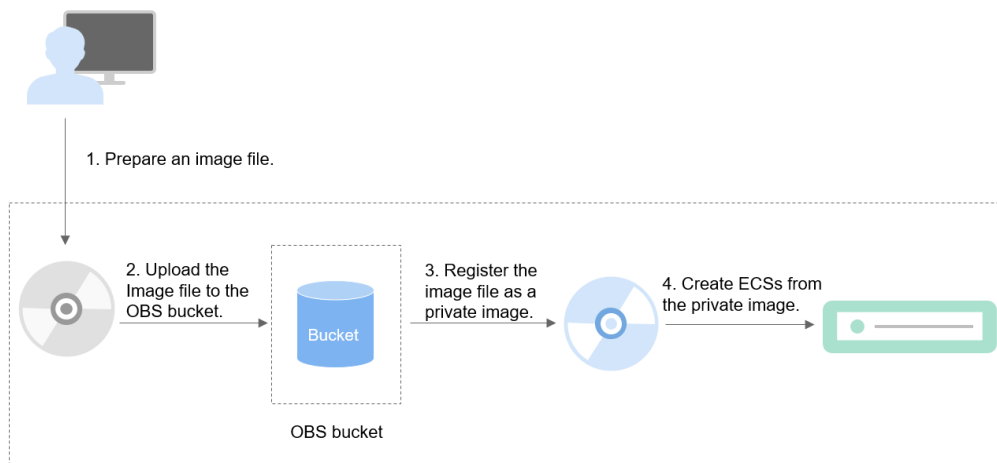 1. Prepare an image file.
2. Upload the
Image file to the
OBS bucket.
Bucket
OBS bucket
3. Register the
image file as a
private image.
4. Create ECSs from
the private image.